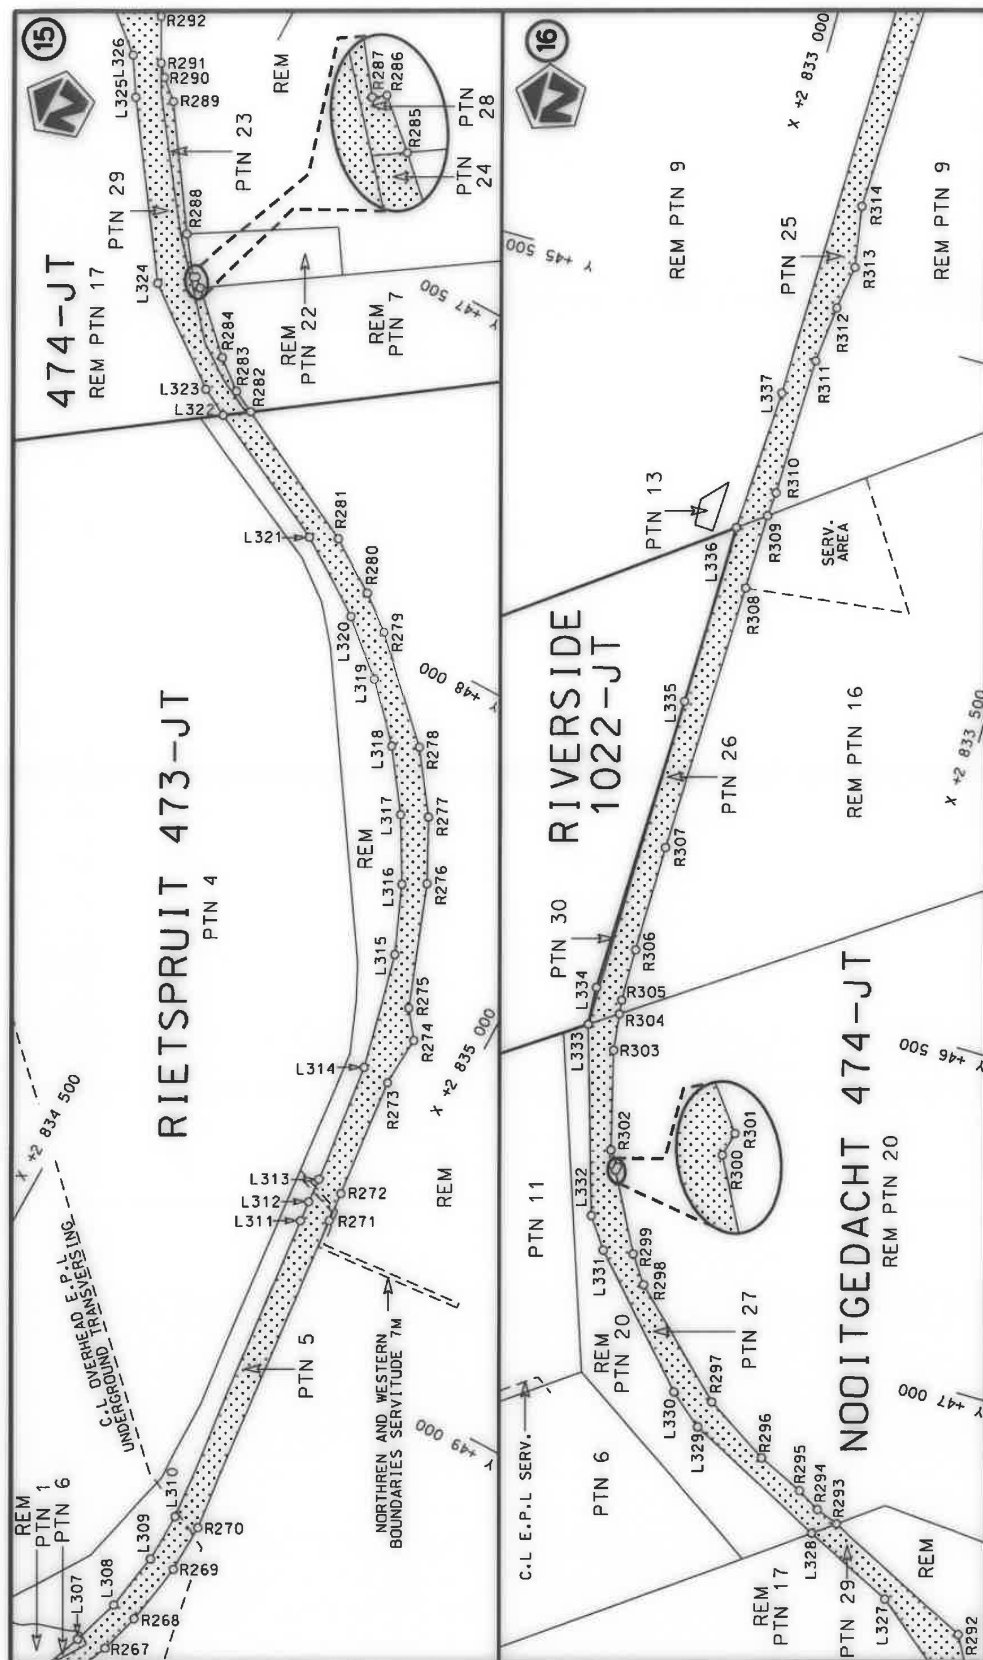 15
N
474-JT
REM PTN 17
R292
L326
L325
R291
R290
R289
REM
PTN 29
PTN 23
R288
L324
R287
R286
R285
PTN 28
PTN 24
REM
PTN 22
REM
PTN 7
Y +47 500
R284
R283
R282
L323
L322
R281
L321
R280
R279
L320
L319
Y +48 000
L318
R278
L317
R277
REM
L316
R276
RIETSPRUIT 473-JT
PTN 4
L315
R275
R274
L314
R273
X +2 835 000
X +2 834 500
L313
L312
L311
R272
R271
REM
C.L OVERHEAD E.P.L
UNDERGROUND TRANSVERSING
PTN 5
NORTHREN AND WESTERN
BOUNDARIES SERVITUDE 7M
Y +49 000
L310
R270
L309
R269
L308
R268
L307
R267
REM
PTN 1
PTN 6
16
N
X +2 833 000
REM PTN 9
Y +45 500
PTN 25
R314
R313
REM PTN 9
R312
R311
L337
R310
PTN 13
R309
L336
SERV.
AREA
R308
RIVERSIDE
1022-JT
L335
PTN 26
REM PTN 16
X +2 833 500
R307
PTN 30
R306
L334
R305
R304
L333
R303
Y +46 500
R302
R301
R300
L332
PTN 11
L331
R299
R298
NOOITGEDACHT 474-JT
REM PTN 20
REM
PTN 20
PTN 27
R297
Y +47 000
L330
L329
R296
C.L E.P.L SERV.
PTN 6
R295
R294
R293
L328
REM
PTN 17
PTN 29
L327
REM
R292